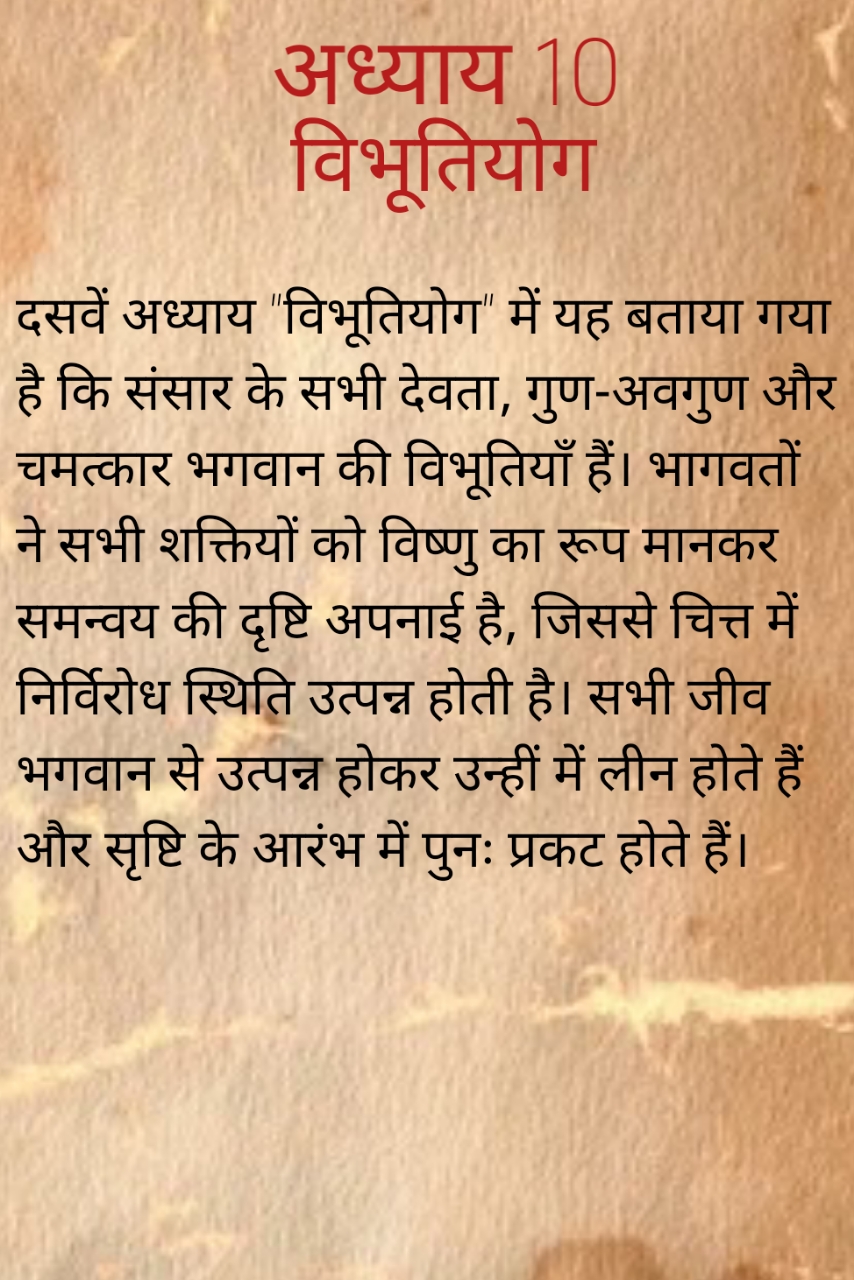 अध्याय 10
विभूतियोग
दसवें अध्याय "विभूतियोग" में यह बताया गया
है कि संसार के सभी देवता, गुण-अवगुण और
चमत्कार भगवान की विभूतियाँ हैं। भागवतों
ने सभी शक्तियों को विष्णु का रूप मानकर
समन्वय की दृष्टि अपनाई है, जिससे चित्त में
निर्विरोध स्थिति उत्पन्न होती है। सभी जीव
भगवान से उत्पन्न होकर उन्हीं में लीन होते हैं
और सृष्टि के आरंभ में पुनः प्रकट होते हैं।